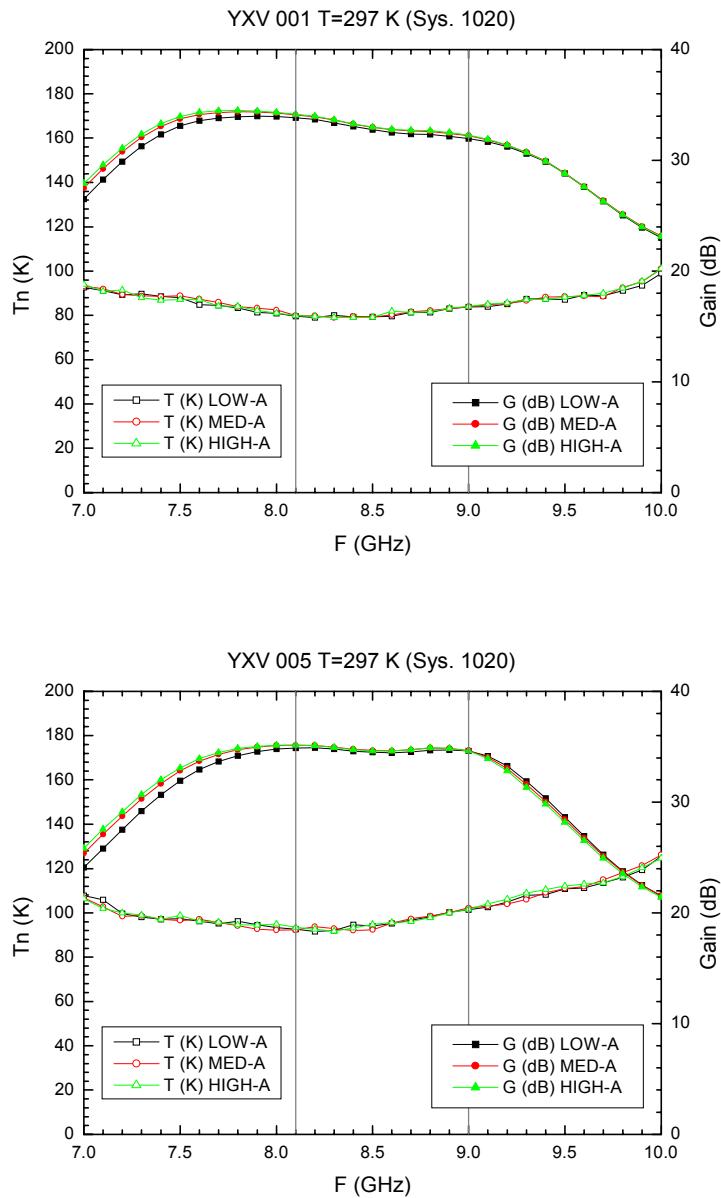 YXV 001 T=297 K (Sys. 1020)
200
180
160
140
120
100
80
60
40
20
0
Tn (K)
40
30
20
10
0
Gain (dB)
T (K) LOW-A
T (K) MED-A
T (K) HIGH-A
G (dB) LOW-A
G (dB) MED-A
G (dB) HIGH-A
7.0 7.5 8.0 8.5 9.0 9.5 10.0
F (GHz)
YXV 005 T=297 K (Sys. 1020)
200
180
160
140
120
100
80
60
40
20
0
Tn (K)
40
30
20
10
0
Gain (dB)
T (K) LOW-A
T (K) MED-A
T (K) HIGH-A
G (dB) LOW-A
G (dB) MED-A
G (dB) HIGH-A
7.0 7.5 8.0 8.5 9.0 9.5 10.0
F (GHz)